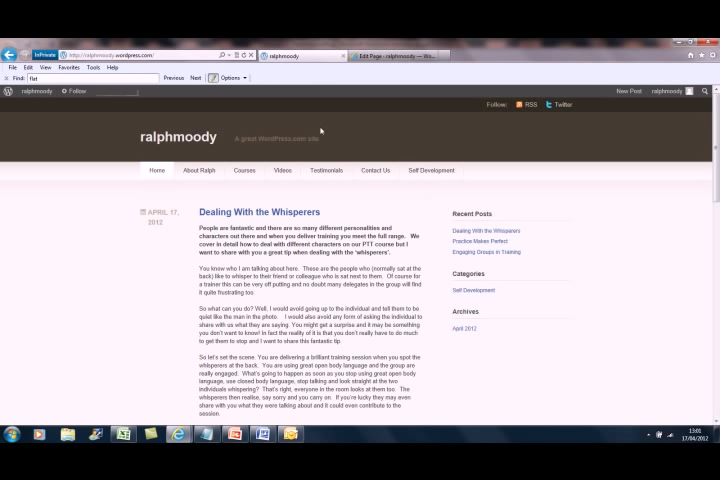 InPrivate http://ralphmoody.wordpress.com/ ralphmoody Edit Page ‹ ralphmoody — Wo...
File Edit View Favorites Tools Help
Find: flat Previous Next Options
ralphmoody Follow New Post ralphmoody
Follow: RSS Twitter
ralphmoody A great WordPress.com site
Home About Ralph Courses Videos Testimonials Contact Us Self Development
APRIL 17,
2012
Dealing With the Whisperers
People are fantastic and there are so many different personalities and
characters out there and when you deliver training you meet the full range. We
cover in detail how to deal with different characters on our PTT course but I
want to share with you a great tip when dealing with the 'whisperers'.
You know who I am talking about here. These are the people who (normally sat at the
back) like to whisper to their friend or colleague who is sat next to them. Of course for
a trainer this can be very off putting and no doubt many delegates in the group will find
it quite frustrating too.
So what can you do? Well, I would avoid going up to the individual and tell them to be
quiet like the man in the photo. I would also avoid any form of asking the individual to
share with us what they are saying. You might get a surprise and it may be something
you don't want to know! In fact the reality of it is that you don't really have to do much
to get them to stop and I want to share this fantastic tip.
So let's set the scene. You are delivering a brilliant training session when you spot the
whisperers at the back. You are using great open body language and the group are
really engaged. What's going to happen as soon as you stop using great open body
language, use closed body language, stop talking and look straight at the two
individuals whispering? That's right, everyone in the room looks at them too. The
whisperers then realise, say sorry and you carry on. If you're lucky they may even
share with you what they were talking about and it could even contribute to the
session.
Recent Posts
Dealing With the Whisperers
Practice Makes Perfect
Engaging Groups in Training
Categories
Self Development
Archives
April 2012
13:01
17/04/2012